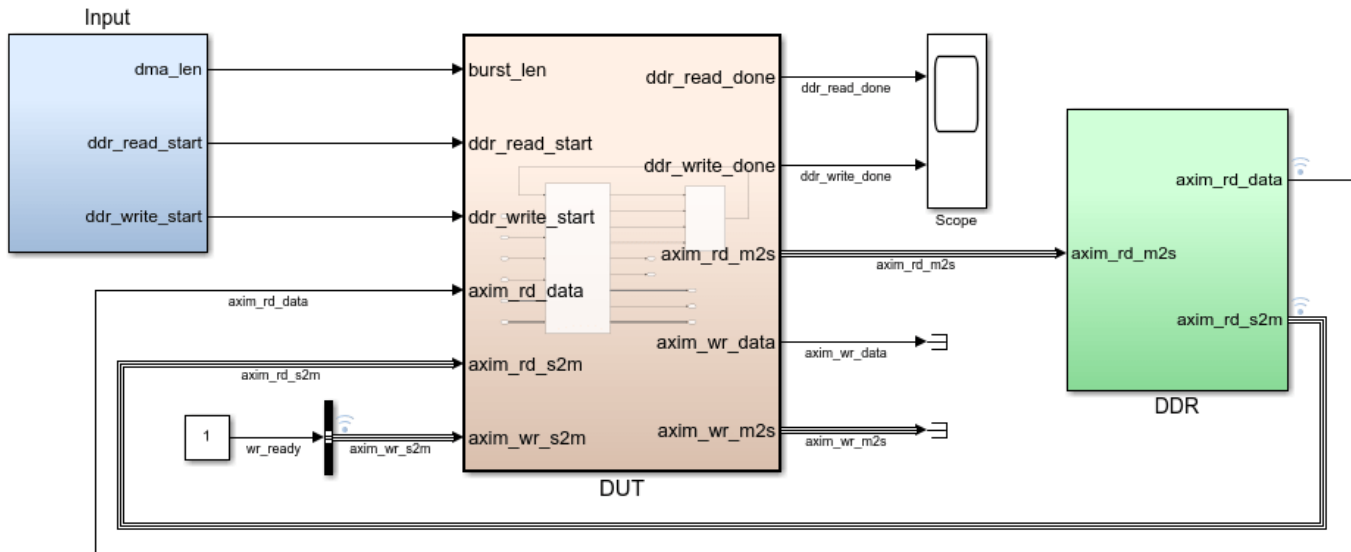 Input
dma_len
ddr_read_start
ddr_write_start
burst_len
ddr_read_start
ddr_write_start
axim_rd_data
axim_rd_s2m
axim_wr_s2m
ddr_read_done
ddr_write_done
axim_rd_m2s
axim_wr_data
axim_wr_m2s
DUT
axim_rd_data
axim_rd_s2m
1
wr_ready
axim_wr_s2m
ddr_read_done
ddr_write_done
Scope
axim_rd_m2s
axim_wr_data
axim_wr_m2s
axim_rd_m2s
axim_rd_data
axim_rd_s2m
DDR